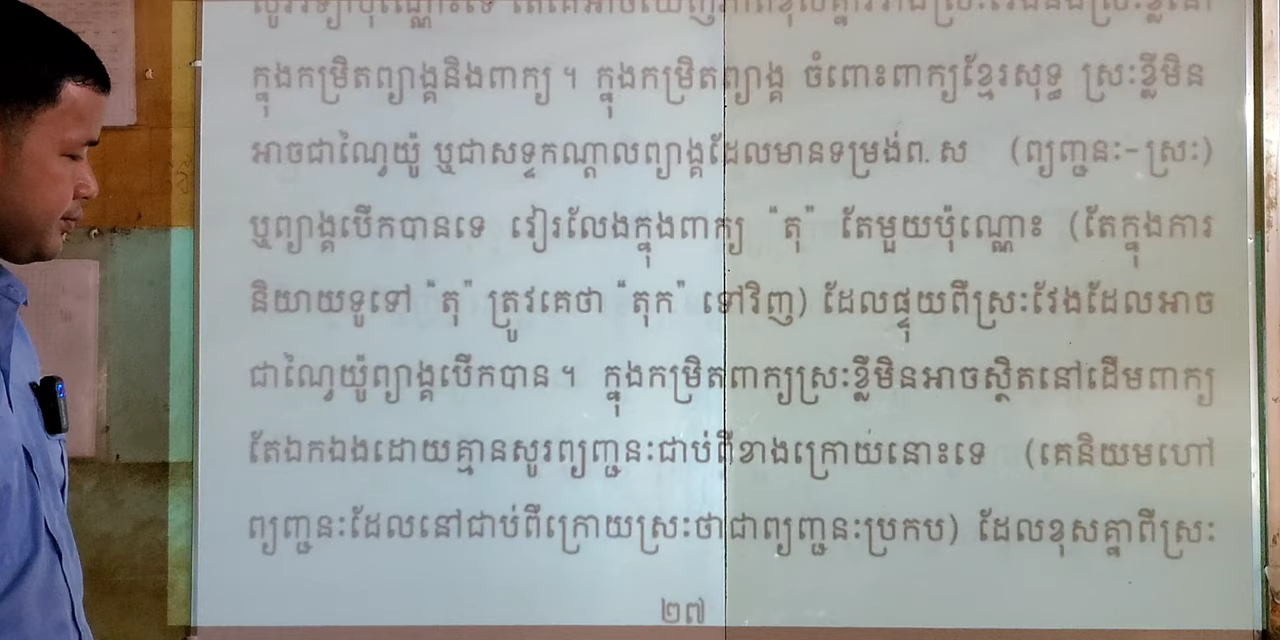 ក្នុងកម្រិតព្យាង្គនិងពាក្យ ។ ក្នុងកម្រិតព្យាង្គ ចំពោះពាក្យខ្មែរសុទ្ធ ស្រៈខ្លីមិន
អាចជាណ្វៃយ៉ូ ឬជាសទ្ទកណ្តាលព្យាង្គដែលមានទម្រង់ព. ស (ព្យញ្ជនៈ-ស្រៈ)
ឬព្យាង្គបើកបានទេ វៀរលែងក្នុងពាក្យ "តុ" តែមួយប៉ុណ្ណោះ (តែក្នុងការ
និយាយទូទៅ "តុ" ត្រូវគេថា "តុក" ទៅវិញ) ដែលផ្ទុយពីស្រៈវែងដែលអាច
ជាណ្វៃយ៉ូព្យាង្គបើកបាន ។ ក្នុងកម្រិតពាក្យស្រៈខ្លីមិនអាចស្ថិតនៅដើមពាក្យ
តែឯកឯងដោយគ្មានសូរព្យញ្ជនៈជាប់ពីខាងក្រោយនោះទេ (គេនិយមហៅ
ព្យញ្ជនៈដែលនៅជាប់ពីក្រោយស្រៈថាជាព្យញ្ជនៈប្រកប) ដែលខុសគ្នាពីស្រៈ
២៧